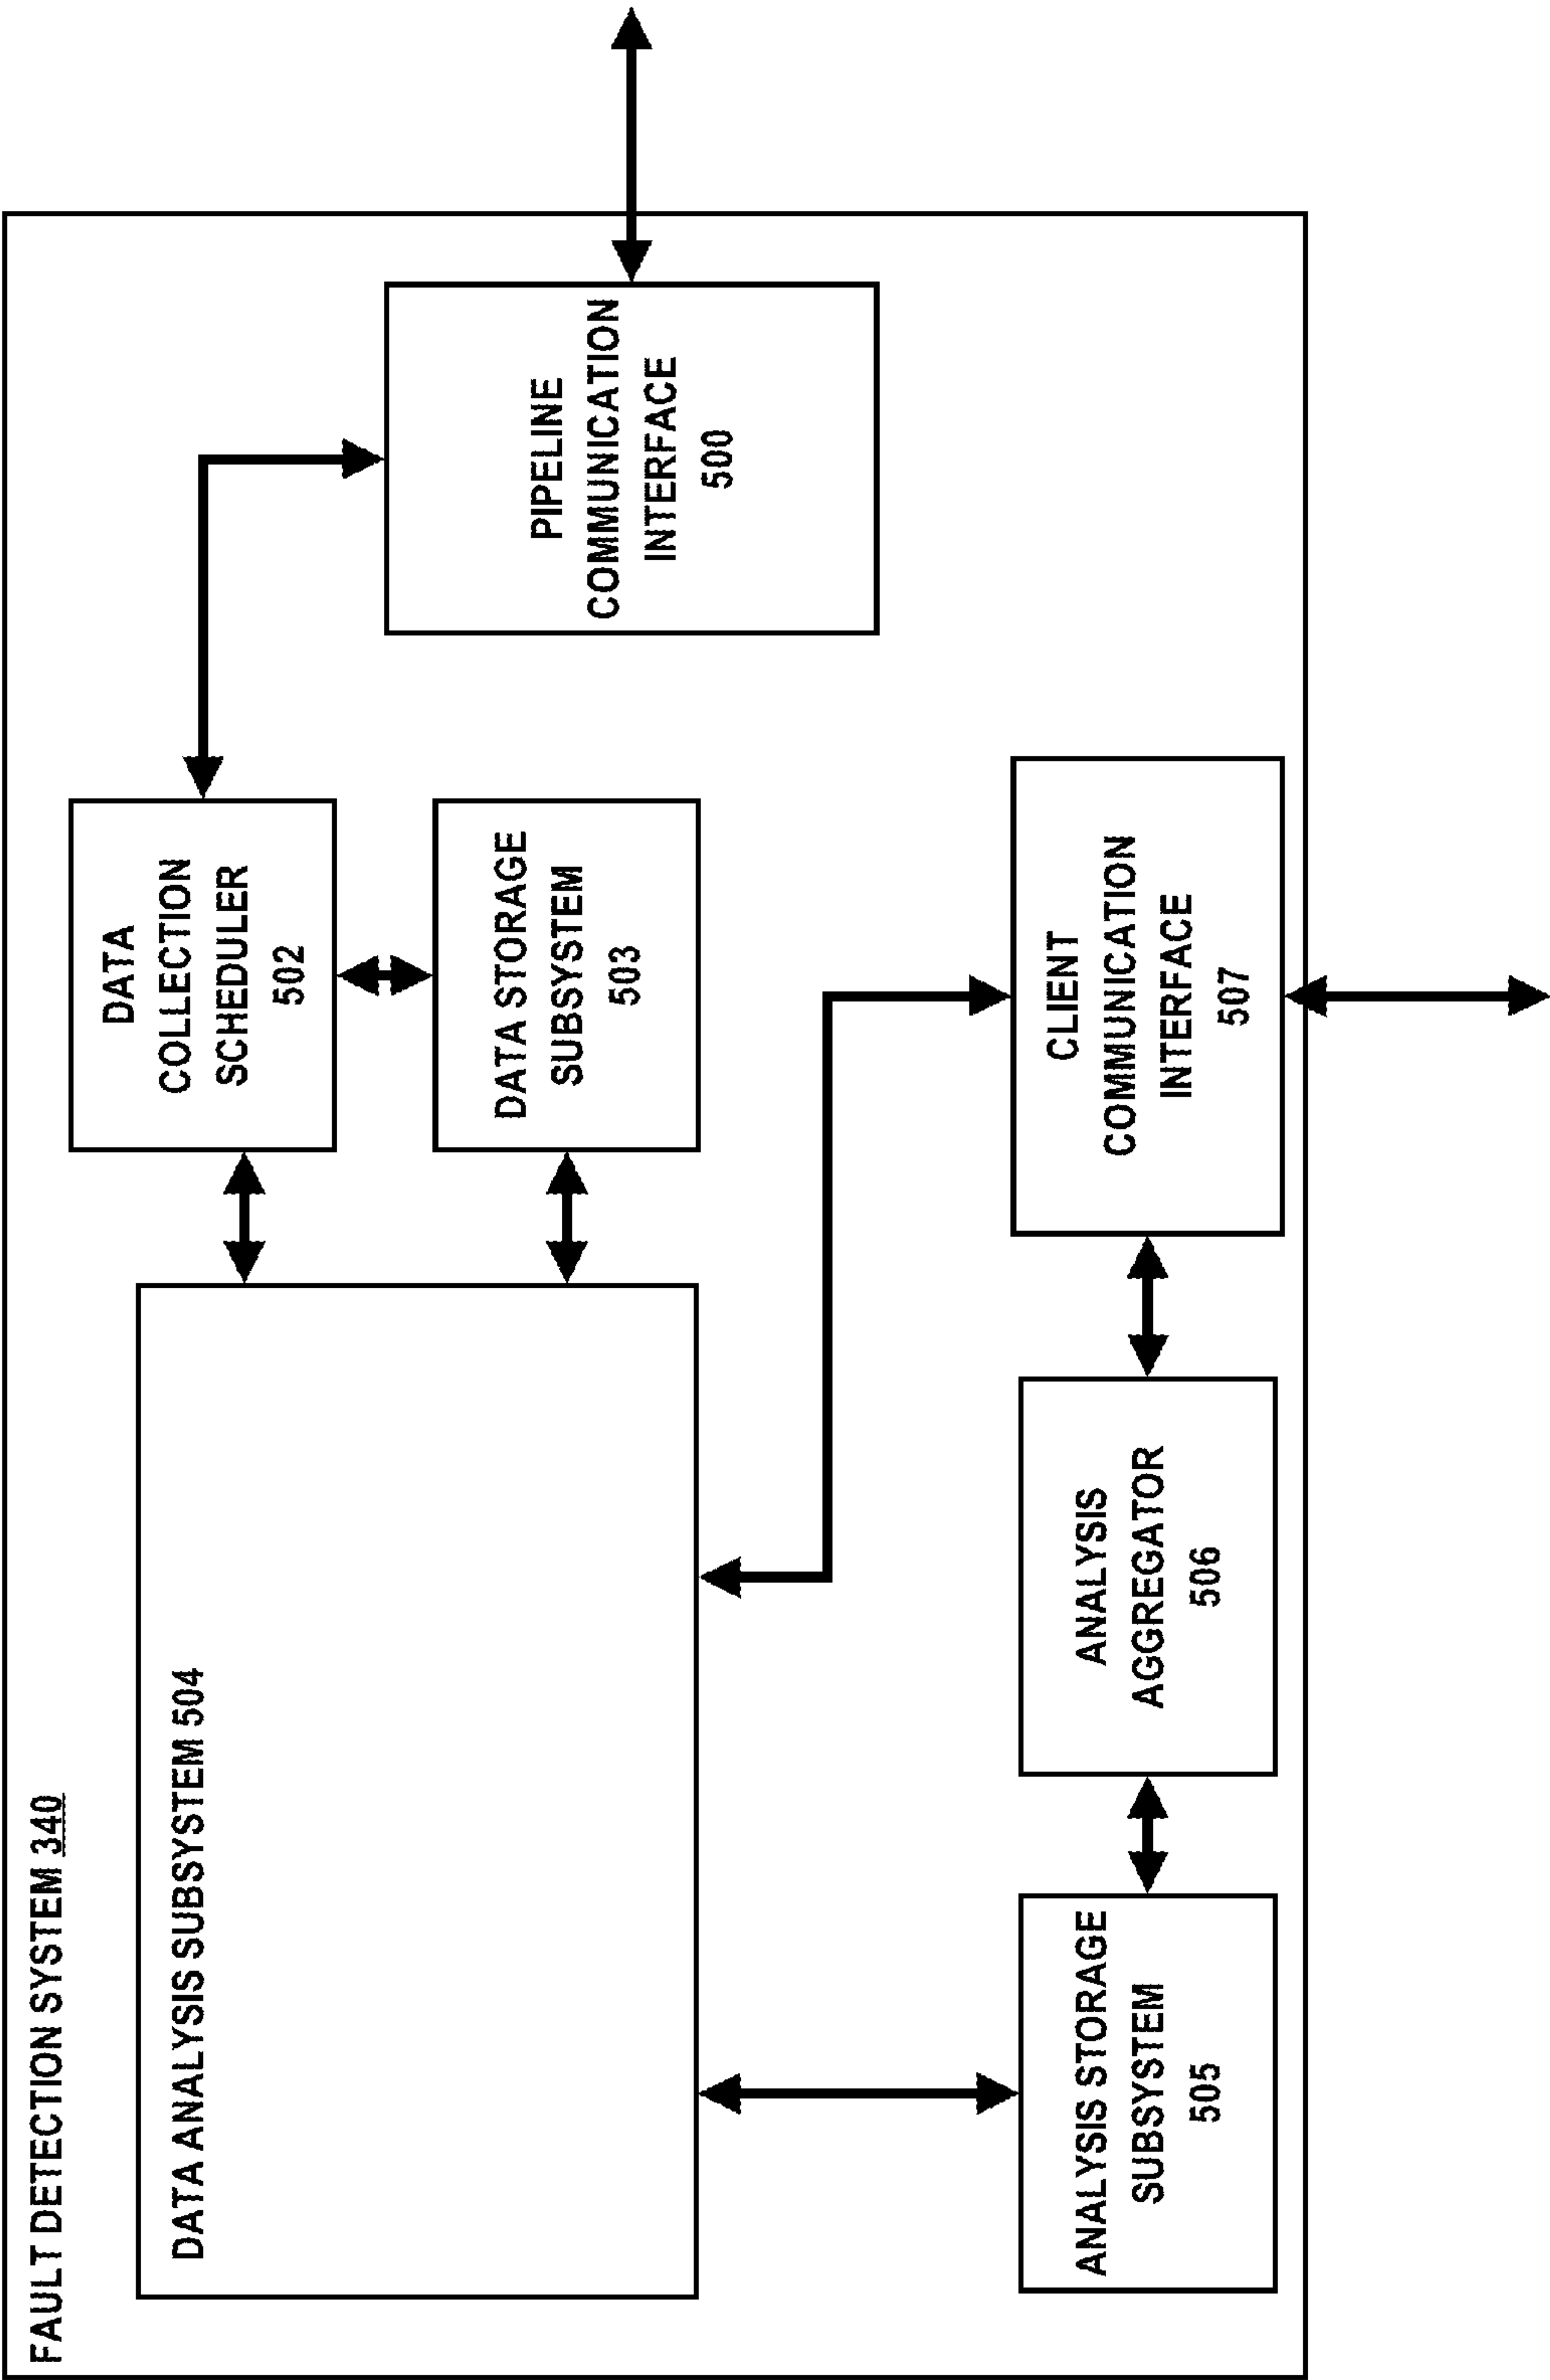 FAULT DETECTION SYSTEM 340
DATA ANALYSIS SUBSYSTEM 504
DATA
COLLECTION
SCHEDULER
502
DATA STORAGE
SUBSYSTEM
503
PIPELINE
COMMUNICATION
INTERFACE
500
ANALYSIS STORAGE
SUBSYSTEM
505
ANALYSIS
AGGREGATOR
506
CLIENT
COMMUNICATION
INTERFACE
507